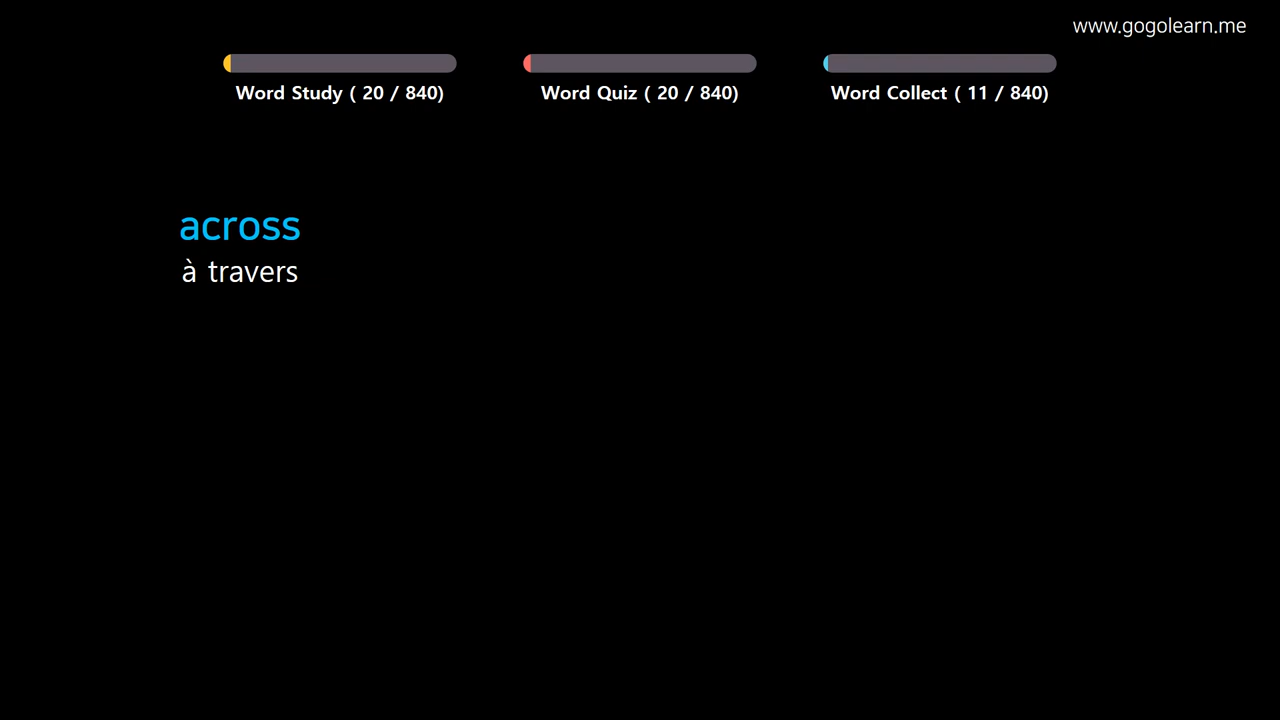 www.gogolearn.me
Word Study ( 20 / 840)
Word Quiz ( 20 / 840)
Word Collect ( 11 / 840)
across
à travers